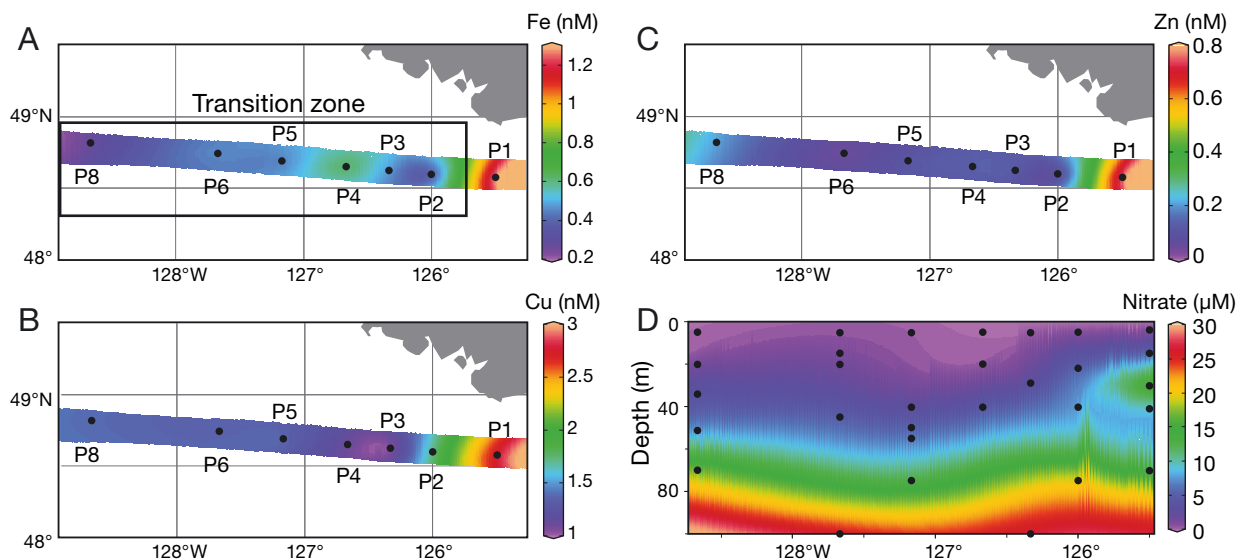 A
Fe (nM)
Transition zone
49°N
48°
P8
P6
P5
P4
P3
P2
P1
128°W
127°
126°
1.2
1
0.8
0.6
0.4
0.2
C
Zn (nM)
49°N
48°
P8
P6
P5
P4
P3
P2
P1
128°W
127°
126°
0.8
0.6
0.4
0.2
0
B
Cu (nM)
49°N
48°
P8
P6
P5
P4
P3
P2
P1
128°W
127°
126°
3
2.5
2
1.5
1
D
Nitrate (µM)
Depth (m)
0
40
80
128°W
127°
126°
30
25
20
15
10
5
0